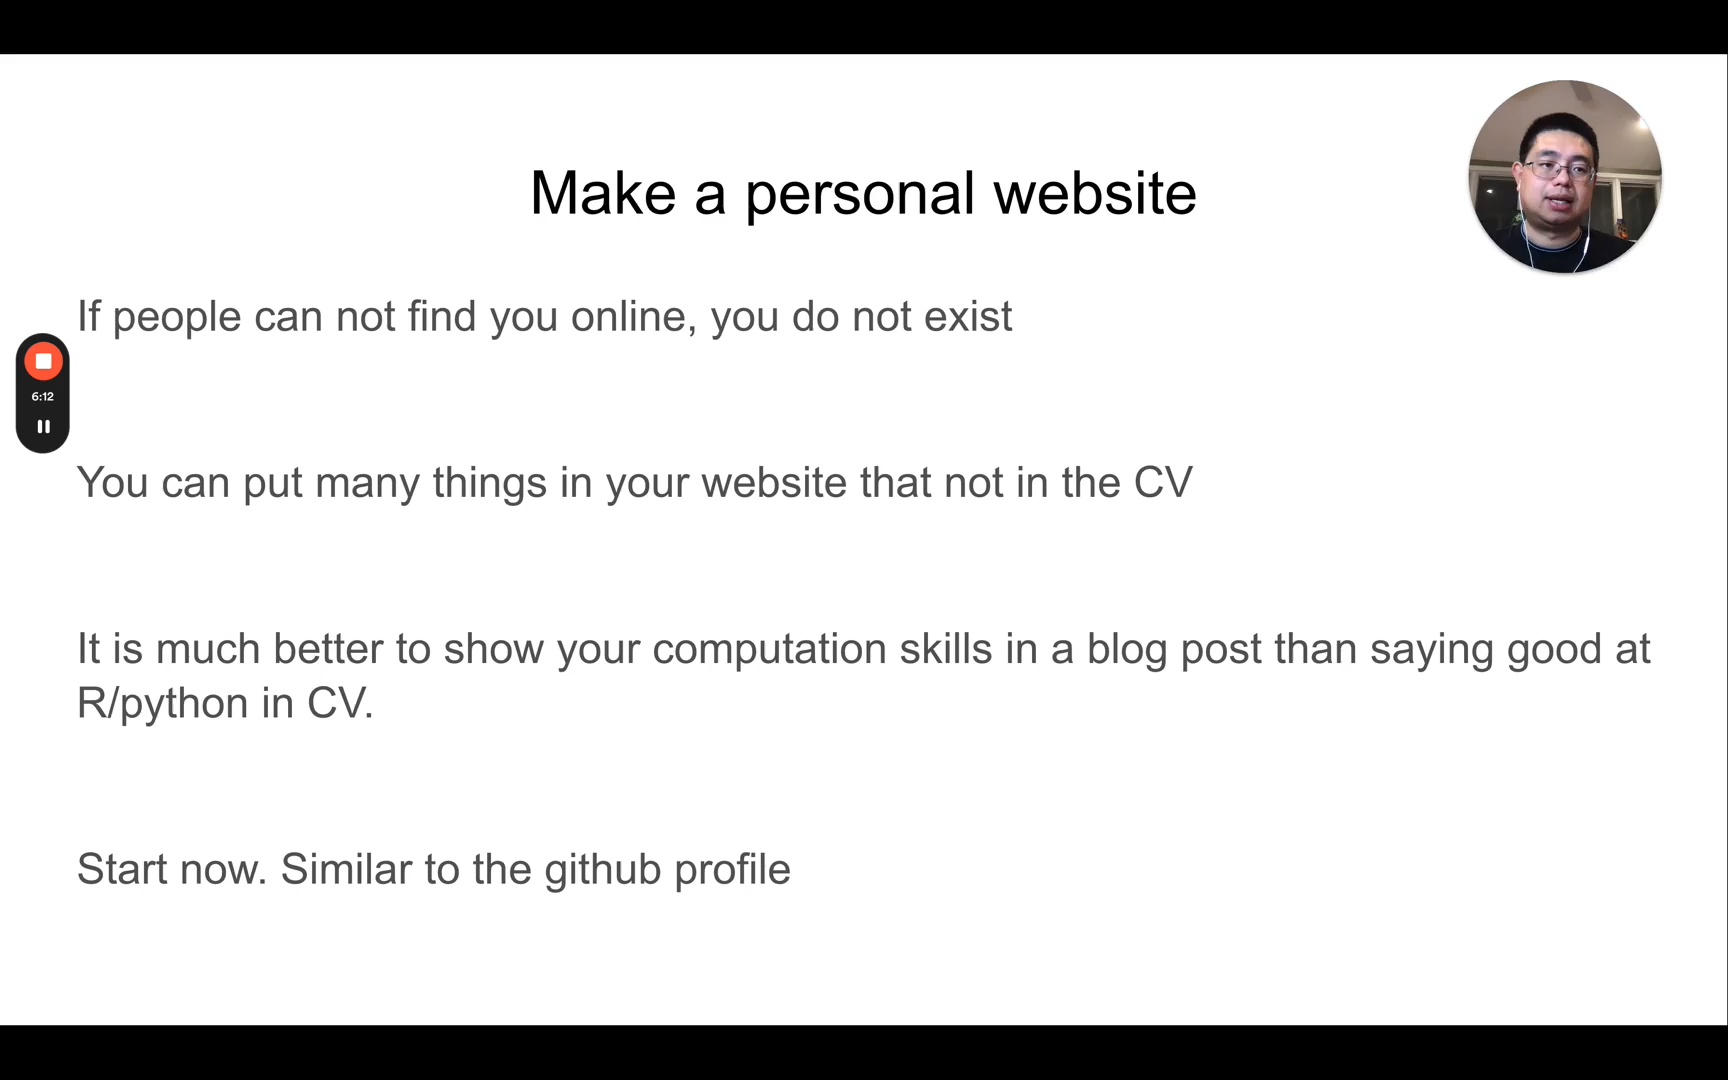 Make a personal website
If people can not find you online, you do not exist
6:12
You can put many things in your website that not in the CV
It is much better to show your computation skills in a blog post than saying good at
R/python in CV.
Start now. Similar to the github profile